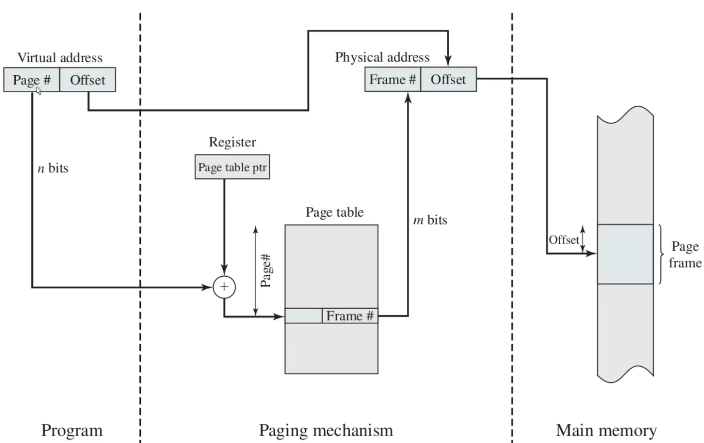 Virtual address
Page #
Offset
Physical address
Frame #
Offset
Register
Page table ptr
n bits
Page table
m bits
Page#
Frame #
Offset
Page
frame
+
Program
Paging mechanism
Main memory